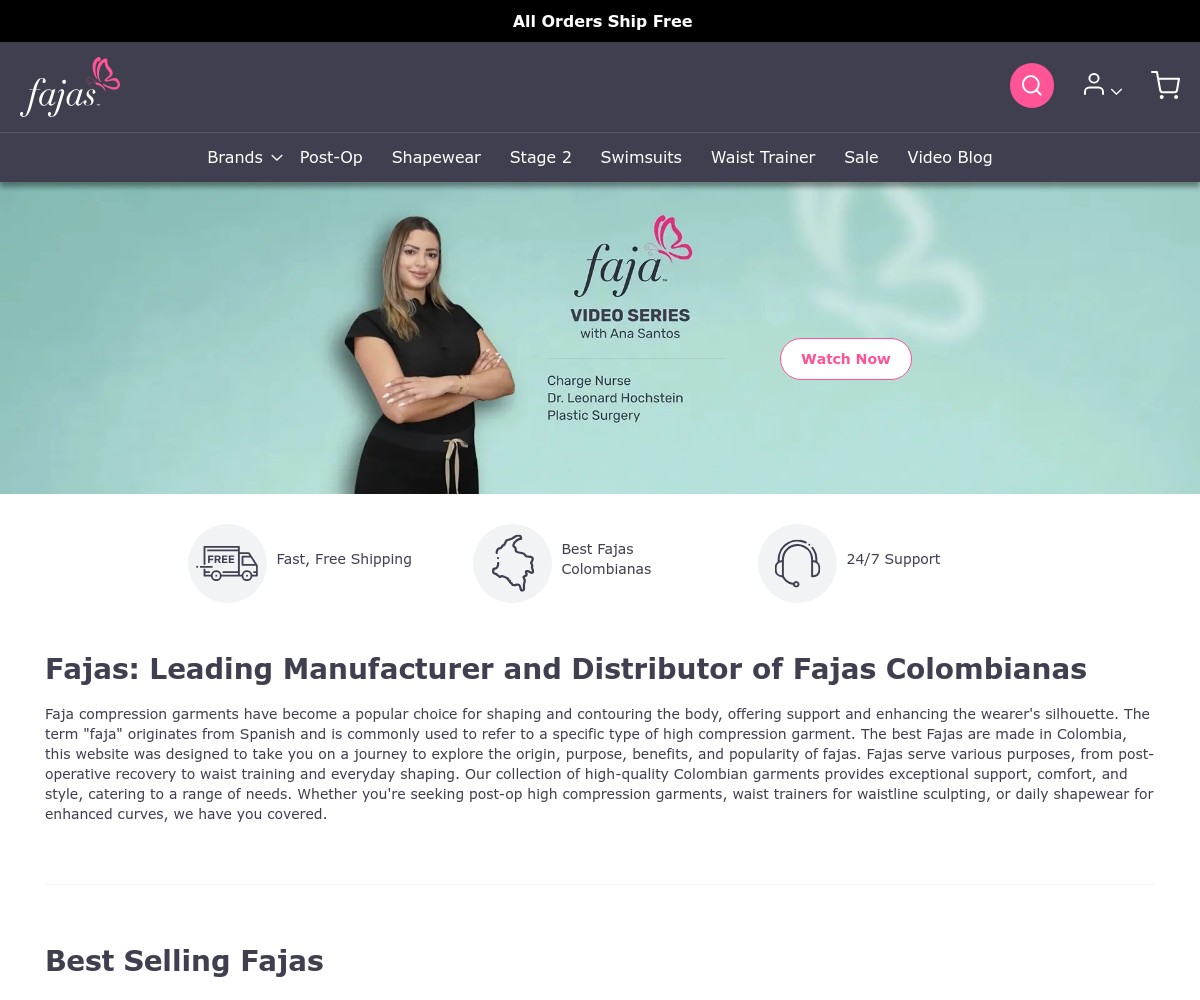 All Orders Ship Free
fajas
Brands Post-Op Shapewear Stage 2 Swimsuits Waist Trainer Sale Video Blog
faja
VIDEO SERIES
with Ana Santos
Watch Now
Charge Nurse
Dr. Leonard Hochstein
Plastic Surgery
FREE
Fast, Free Shipping
Best Fajas
Colombianas
24/7 Support
Fajas: Leading Manufacturer and Distributor of Fajas Colombianas
Faja compression garments have become a popular choice for shaping and contouring the body, offering support and enhancing the wearer's silhouette. The
term "faja" originates from Spanish and is commonly used to refer to a specific type of high compression garment. The best Fajas are made in Colombia,
this website was designed to take you on a journey to explore the origin, purpose, benefits, and popularity of fajas. Fajas serve various purposes, from post-
operative recovery to waist training and everyday shaping. Our collection of high-quality Colombian garments provides exceptional support, comfort, and
style, catering to a range of needs. Whether you're seeking post-op high compression garments, waist trainers for waistline sculpting, or daily shapewear for
enhanced curves, we have you covered.
Best Selling Fajas